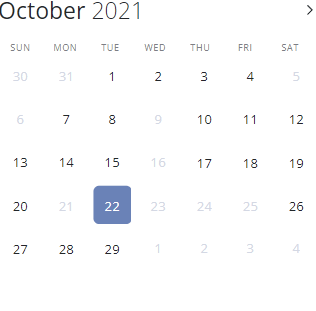 October 2021
SUN MON TUE WED THU FRI SAT
30 31 1 2 3 4 5
6 7 8 9 10 11 12
13 14 15 16 17 18 19
20 21 22 23 24 25 26
27 28 29 1 2 3 4